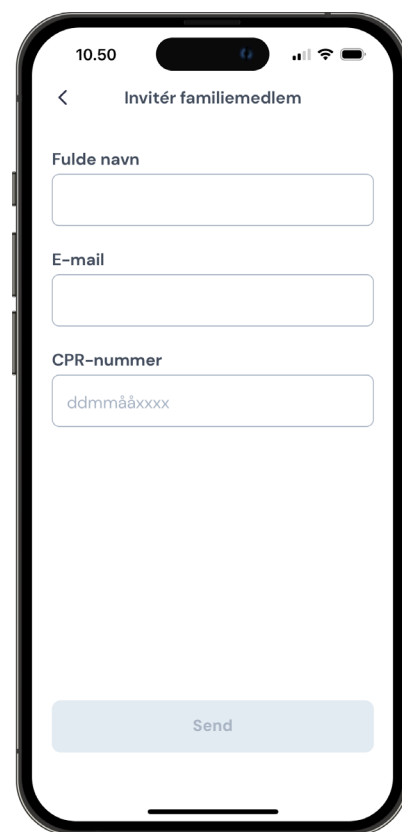 10.50
Invitér familiemedlem
Fulde navn
E-mail
CPR-nummer
ddmmååxxxx
Send